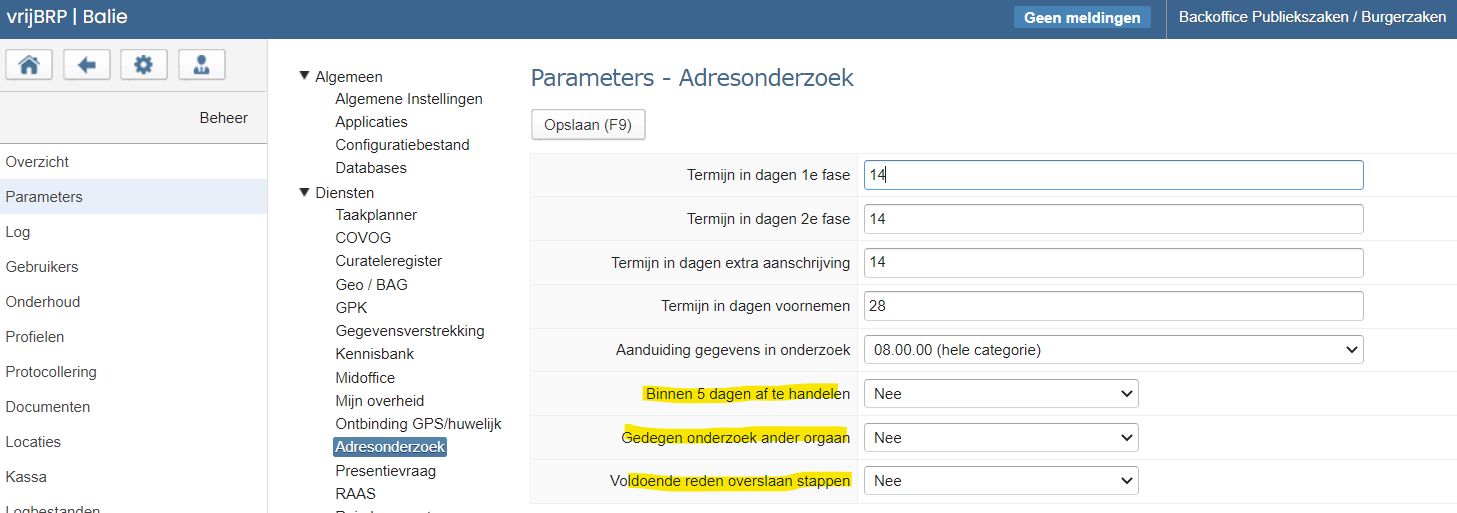 vrijBRP | Balie
Geen meldingen
Backoffice Publiekszaken / Burgerzaken
Beheer
Overzicht
Parameters
Log
Gebruikers
Onderhoud
Profielen
Protocollering
Documenten
Locaties
Kassa
Logbestanden
Algemeen
Algemene Instellingen
Applicaties
Configuratiebestand
Databases
Diensten
Taakplanner
COVOG
Curateleregister
Geo / BAG
GPK
Gegevensverstrekking
Kennisbank
Midoffice
Mijn overheid
Ontbinding GPS/huwelijk
Adresonderzoek
Presentievraag
RAAS
Parameters - Adresonderzoek
Opslaan (F9)
Termijn in dagen 1e fase 14
Termijn in dagen 2e fase 14
Termijn in dagen extra aanschrijving 14
Termijn in dagen voornemen 28
Aanduiding gegevens in onderzoek 08.00.00 (hele categorie)
Binnen 5 dagen af te handelen Nee
Gedegen onderzoek ander orgaan Nee
Voldoende reden overslaan stappen Nee